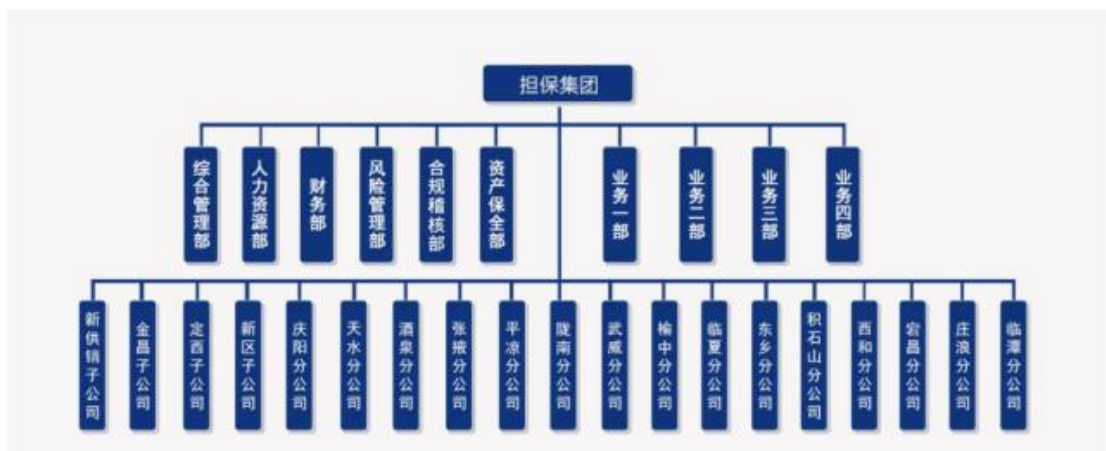 担保集团
综合管理部
人力资源部
财务部
风险管理部
合规稽核部
资产保全部
业务一部
业务二部
业务三部
业务四部
新供销子公司
金昌子公司
定西子公司
新区子公司
庆阳分公司
天水分公司
酒泉分公司
张掖分公司
平凉分公司
陇南分公司
武威分公司
榆中分公司
临夏分公司
东乡分公司
积石山分公司
西和分公司
宕昌分公司
庄浪分公司
临潭分公司